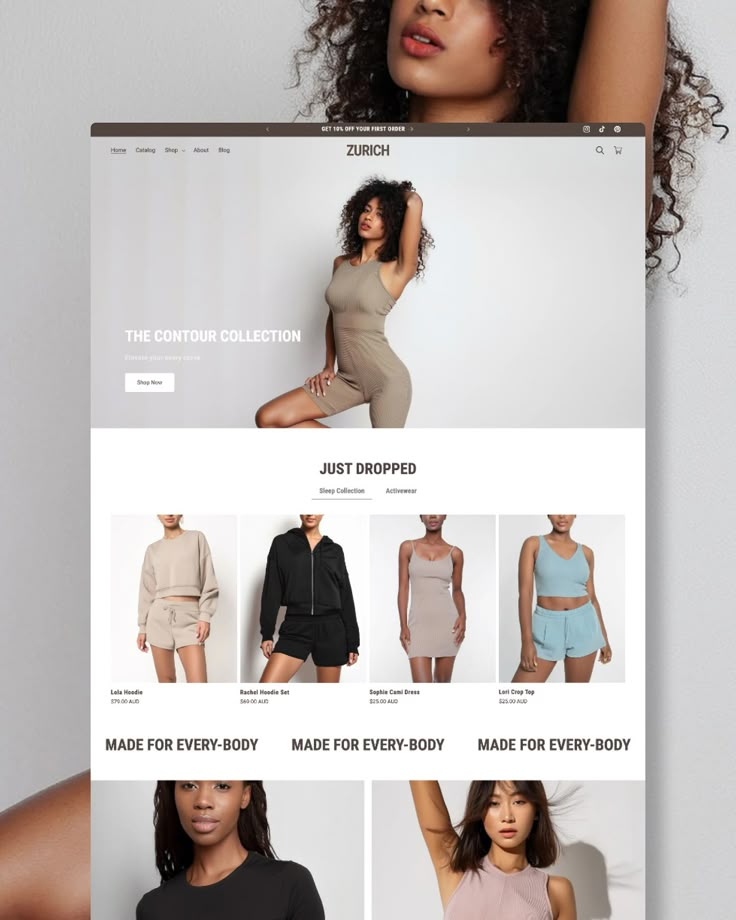 GET 10% OFF YOUR FIRST ORDER
Home Catalog Shop About Blog
ZURICH
THE CONTOUR COLLECTION
Elevate your every curve
Shop Now
JUST DROPPED
Sleep Collection Activewear
Lola Hoodie
$79.00 AUD
Rachel Hoodie Set
$69.00 AUD
Sophie Cami Dress
$25.00 AUD
Lori Crop Top
$25.00 AUD
MADE FOR EVERY-BODY MADE FOR EVERY-BODY MADE FOR EVERY-BODY